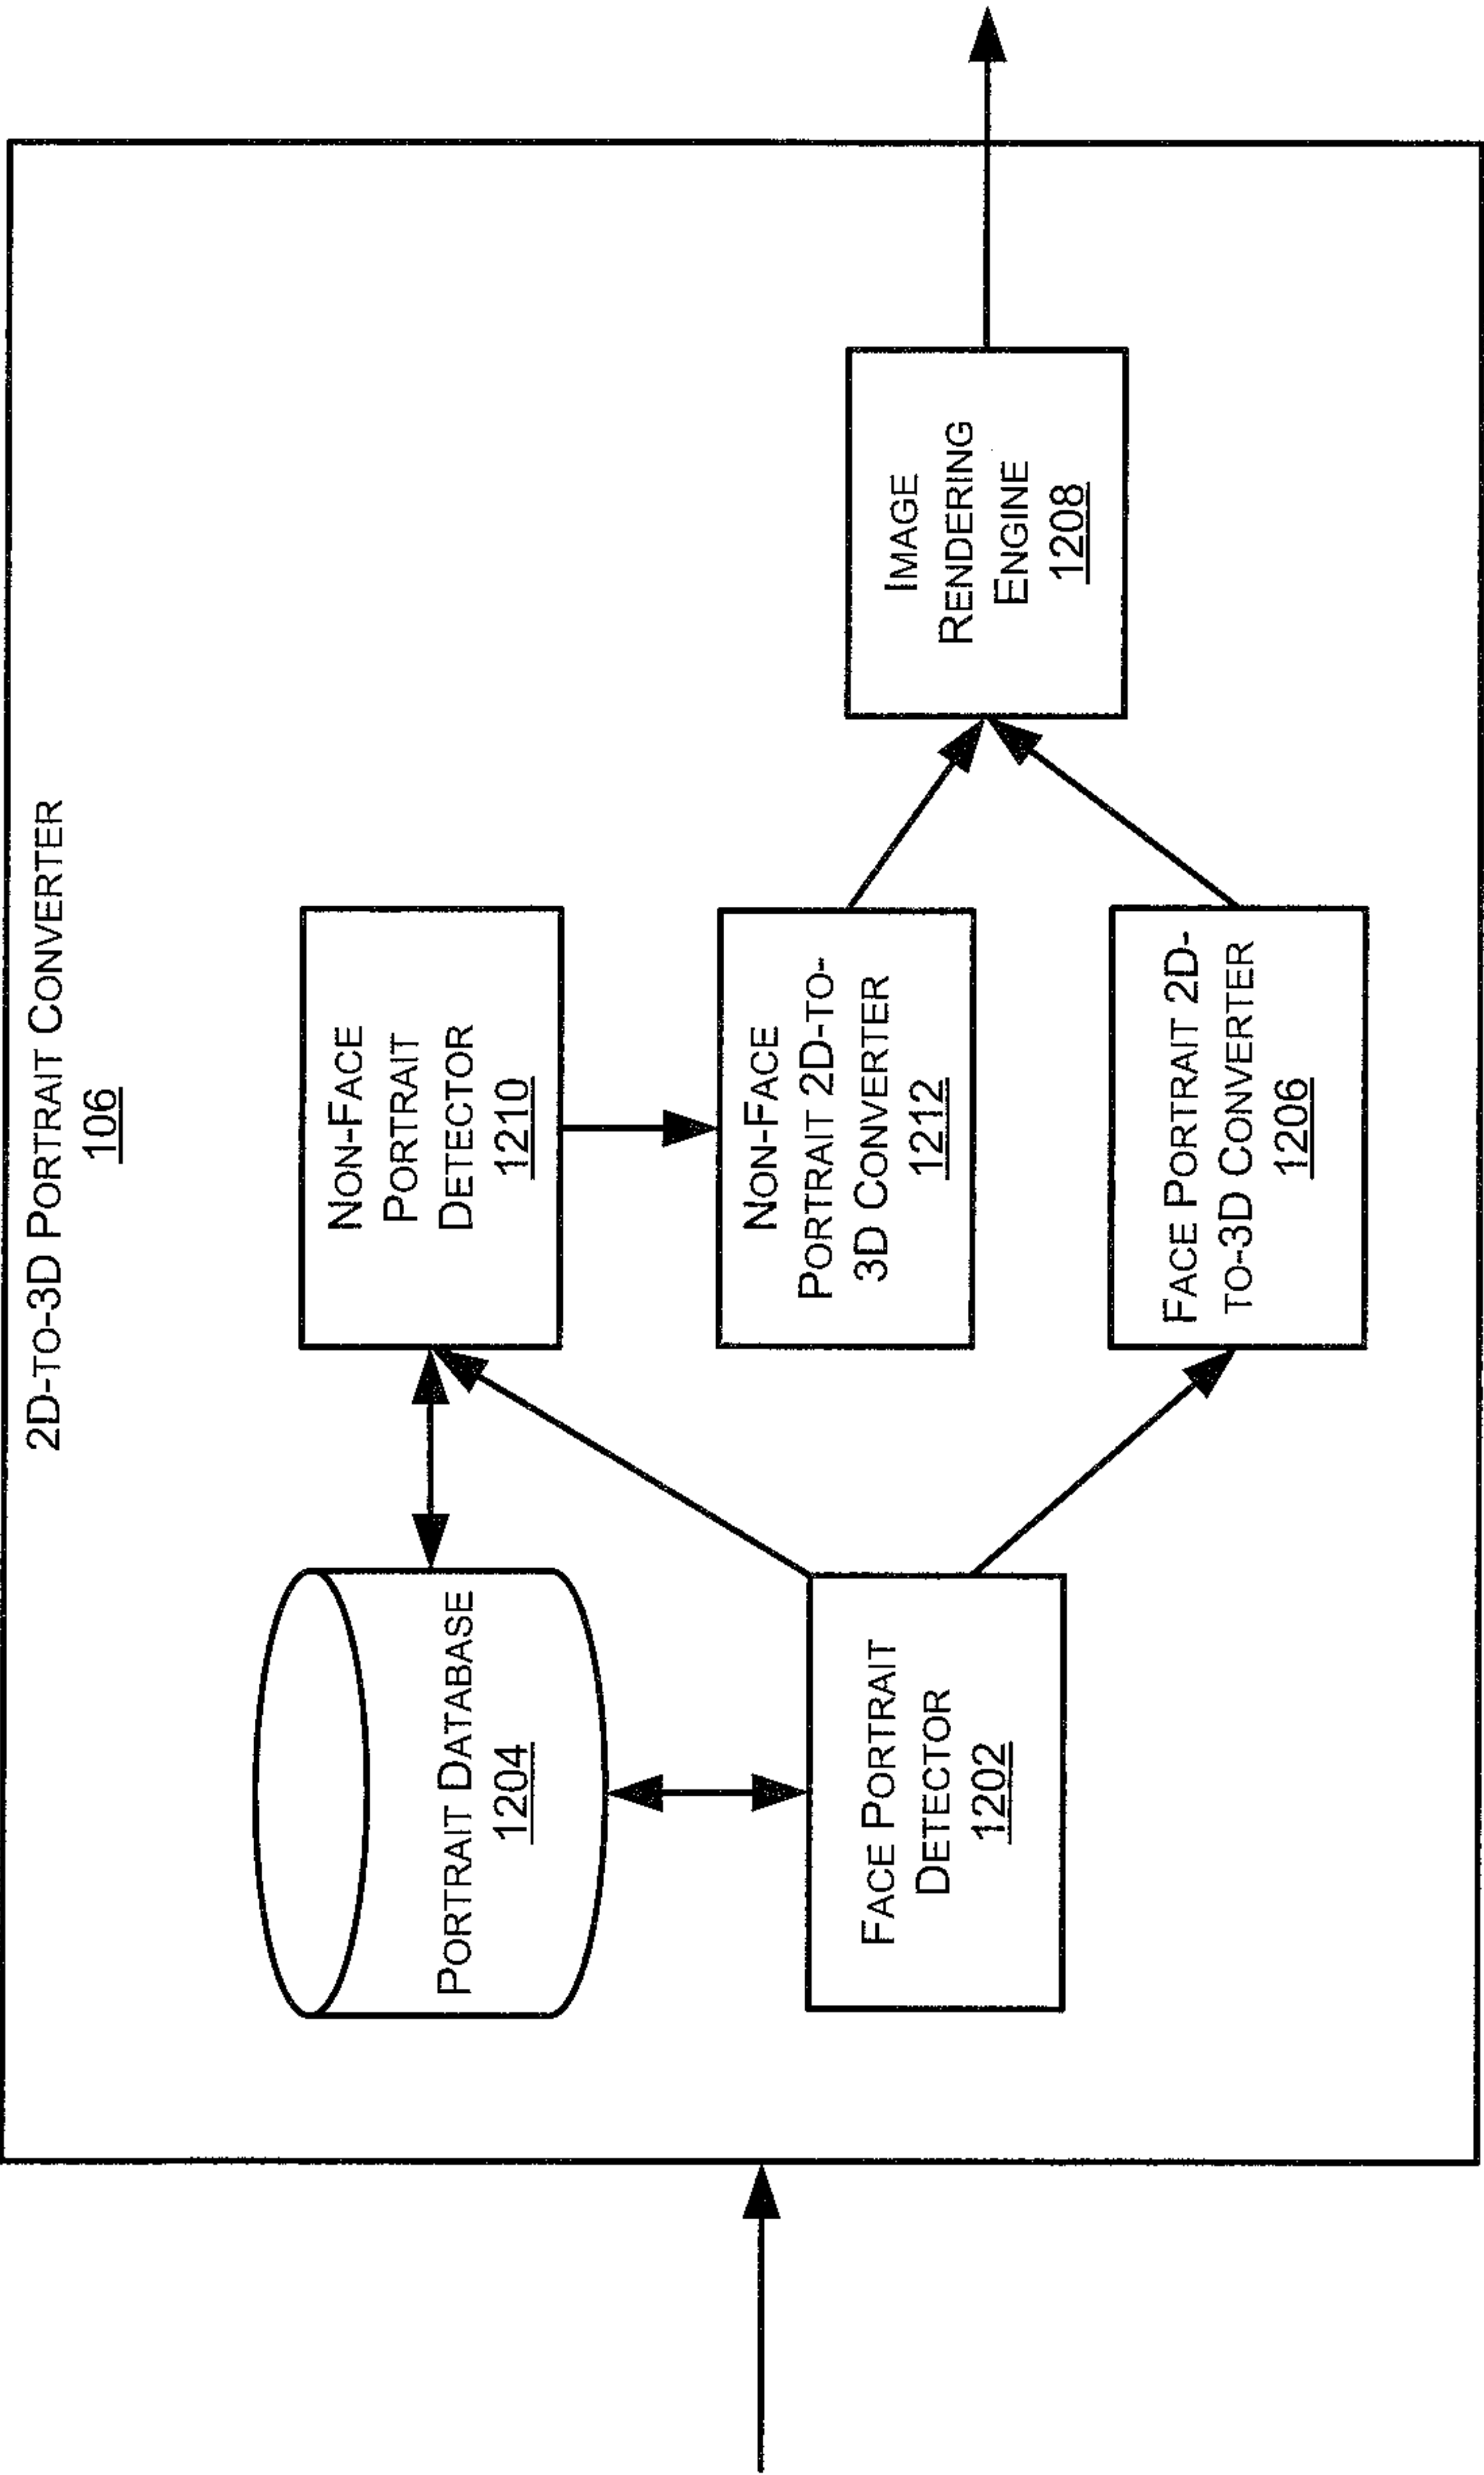 2D-TO-3D PORTRAIT CONVERTER
106
PORTRAIT DATABASE
1204
NON-FACE
PORTRAIT
DETECTOR
1210
FACE PORTRAIT
DETECTOR
1202
NON-FACE
PORTRAIT 2D-TO-
3D CONVERTER
1212
FACE PORTRAIT 2D-
TO-3D CONVERTER
1206
IMAGE
RENDERING
ENGINE
1208